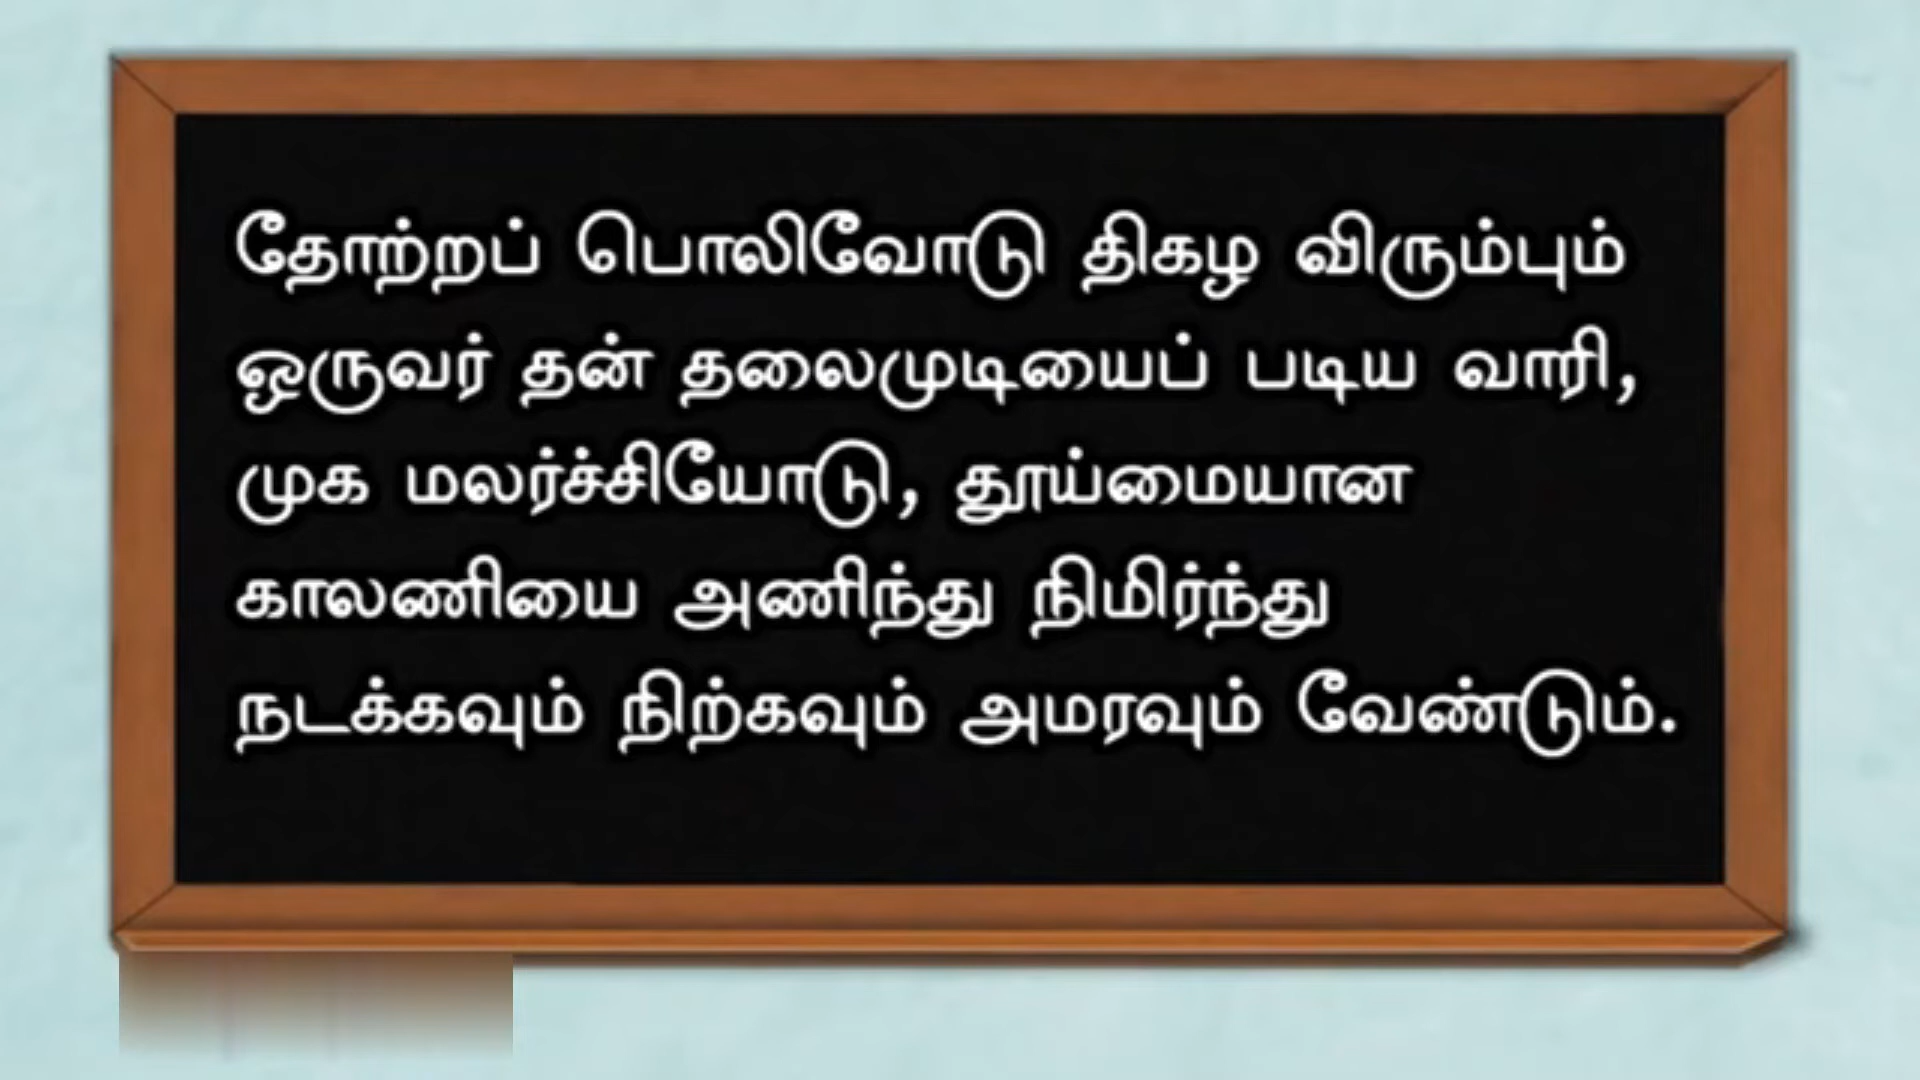 தோற்றப் பொலிவோடு திகழ விரும்பும்
ஒருவர் தன் தலைமுடியைப் படிய வாரி,
முக மலர்ச்சியோடு, தூய்மையான
காலணியை அணிந்து நிமிர்ந்து
நடக்கவும் நிற்கவும் அமரவும் வேண்டும்.